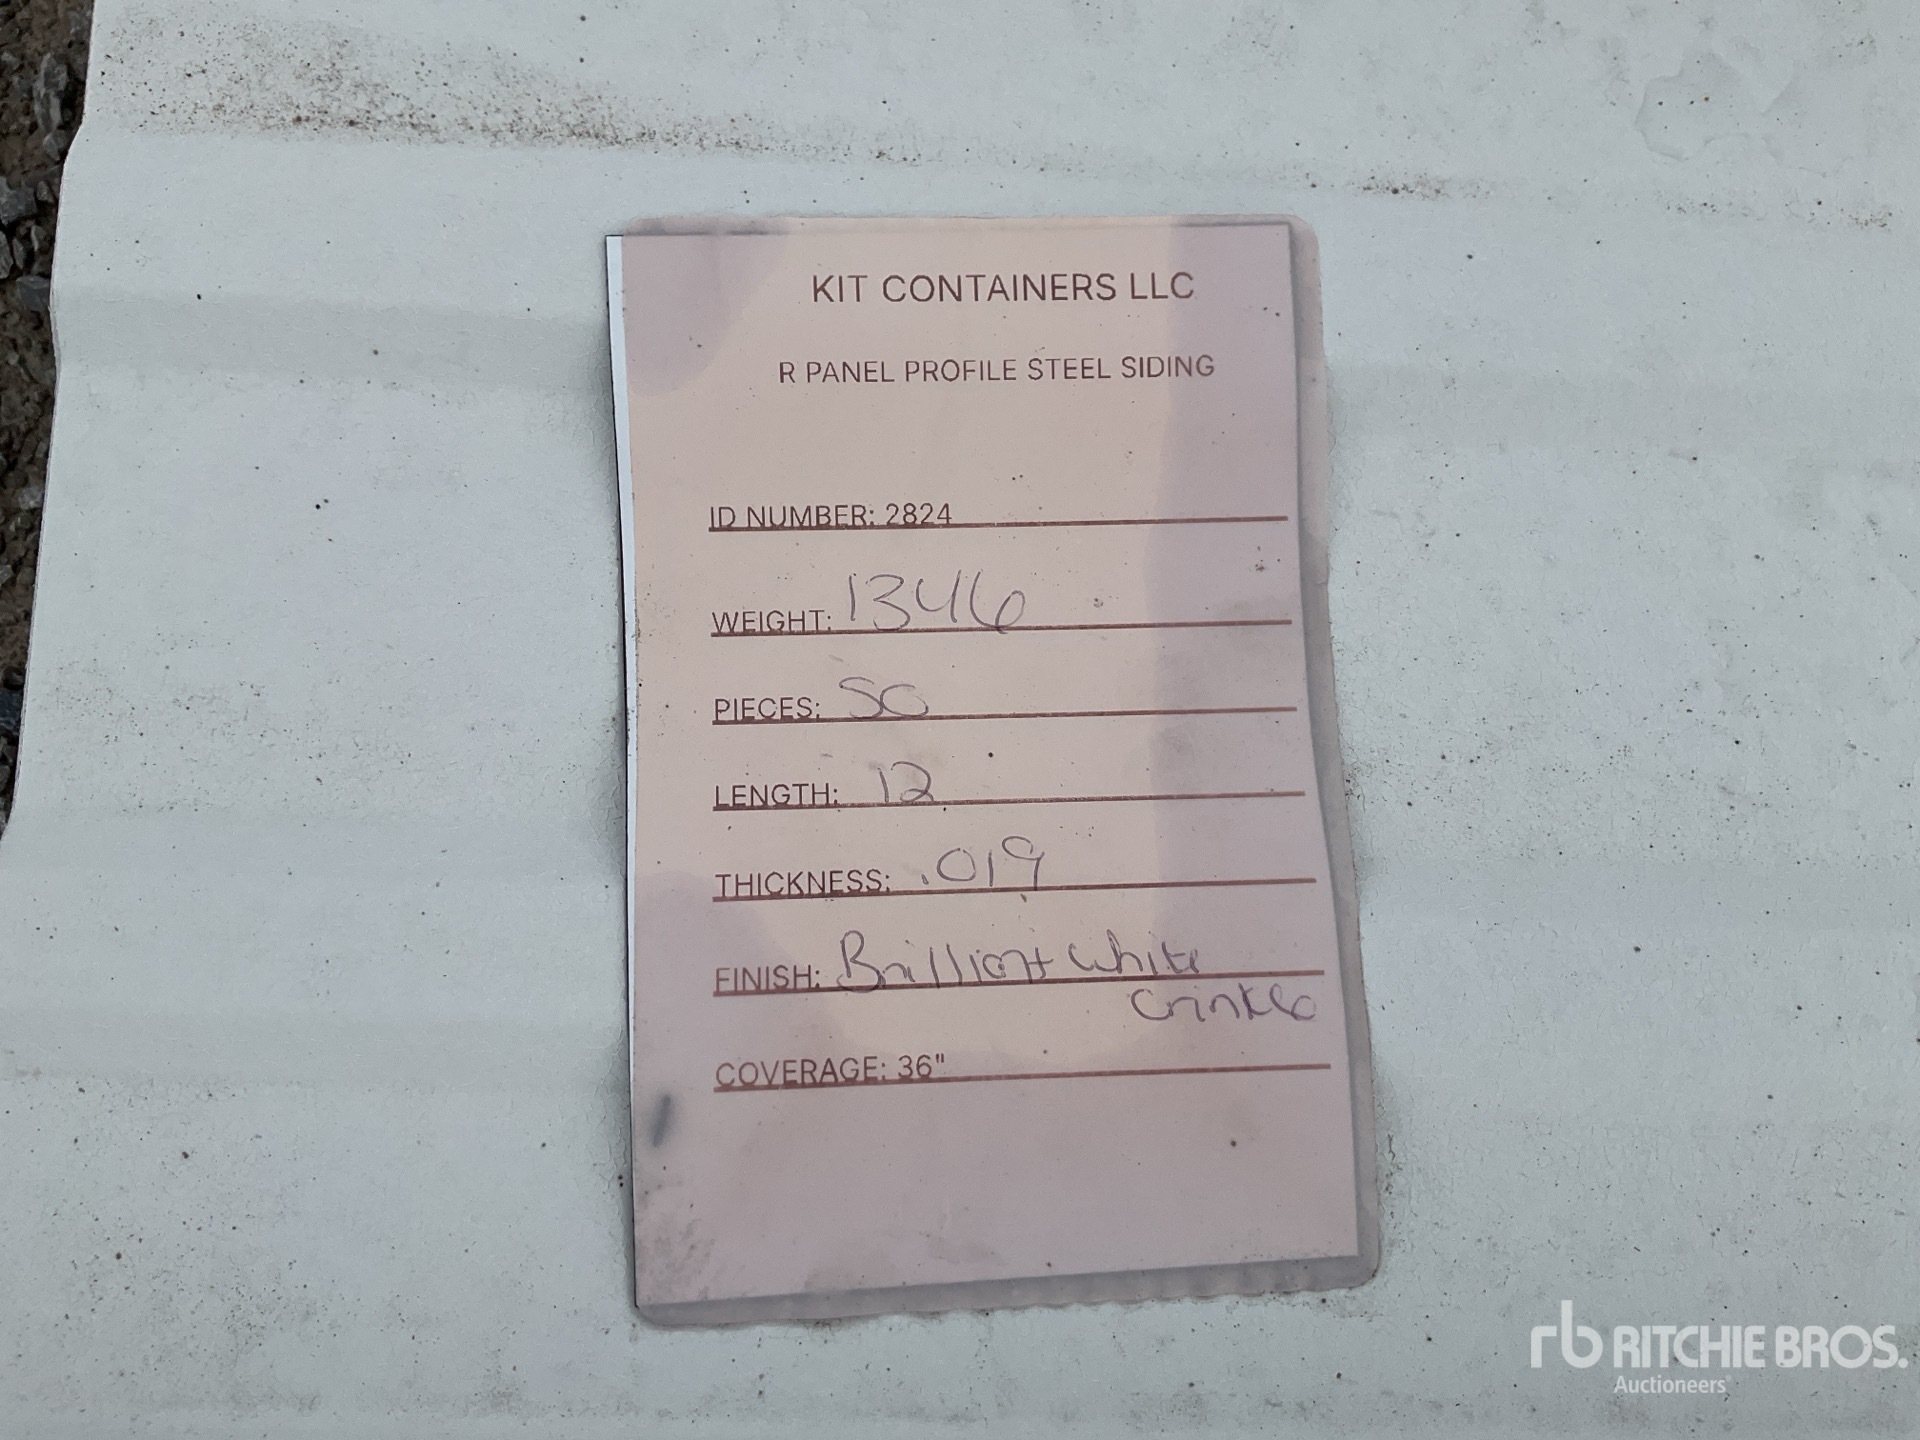 KIT CONTAINERS LLC
R PANEL PROFILE STEEL SIDING
ID NUMBER: 2824
WEIGHT: 1346
PIECES: 50
LENGTH: 12
THICKNESS: .019
FINISH: Brilliant White
Crinkle
COVERAGE: 36"
rb RITCHIE BROS.
Auctioneers